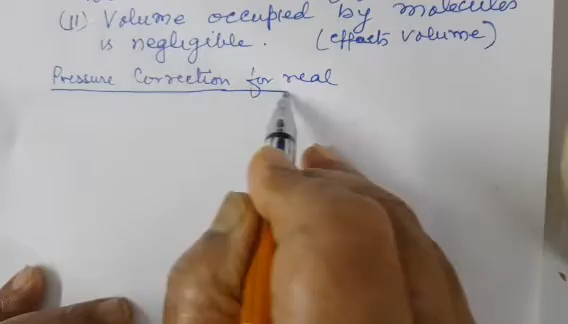 (II) Volume occupied by molecules
is negligible. (effects volume)
Pressure Correction for real